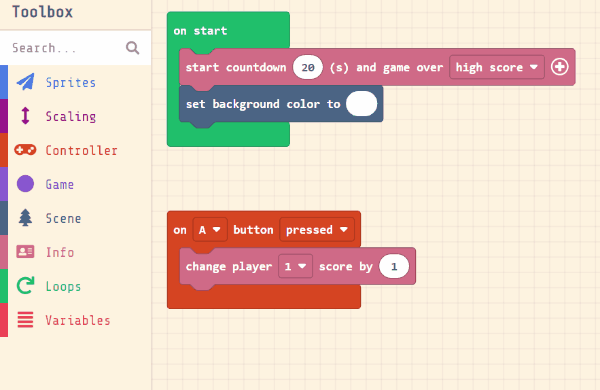 Toolbox
Search...
Sprites
Scaling
Controller
Game
Scene
Info
Loops
Variables
on start
start countdown 20 (s) and game over high score
set background color to
on A button pressed
change player 1 score by 1